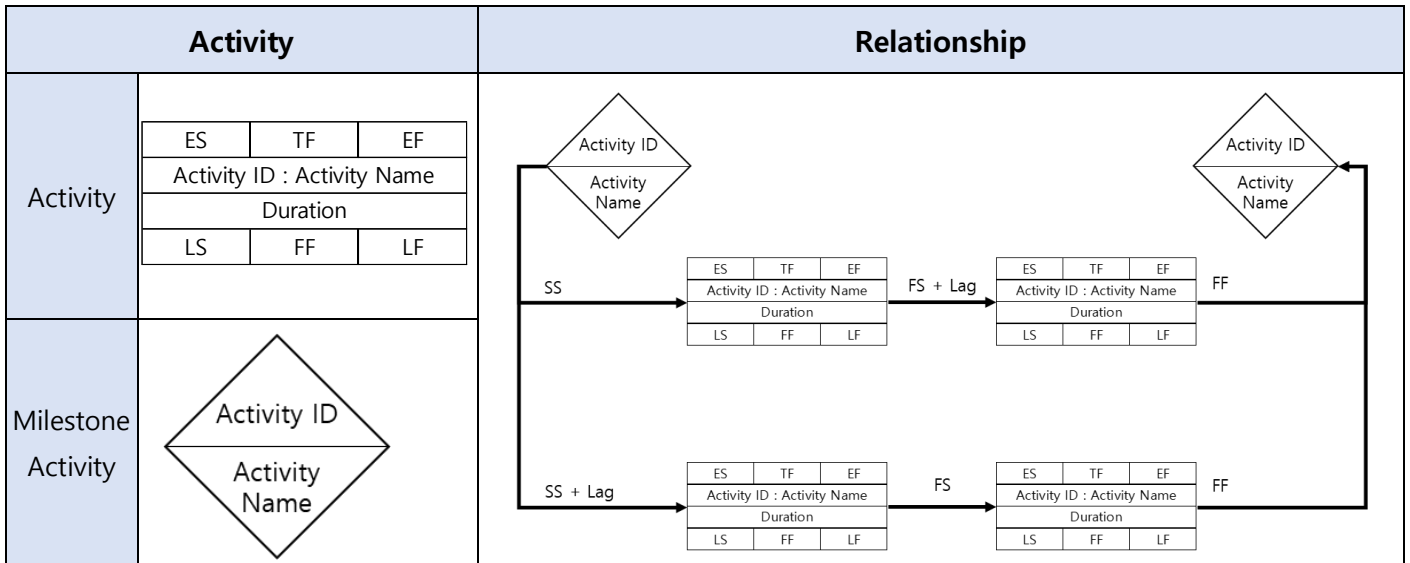 Activity
Relationship
Activity
ES TF EF
Activity ID : Activity Name
Duration
LS FF LF
Milestone
Activity
Activity ID
Activity
Name
Activity ID
Activity
Name
Activity ID
Activity
Name
SS
ES TF EF
Activity ID : Activity Name
Duration
LS FF LF
FS + Lag
ES TF EF
Activity ID : Activity Name
Duration
LS FF LF
FF
SS + Lag
ES TF EF
Activity ID : Activity Name
Duration
LS FF LF
FS
ES TF EF
Activity ID : Activity Name
Duration
LS FF LF
FF